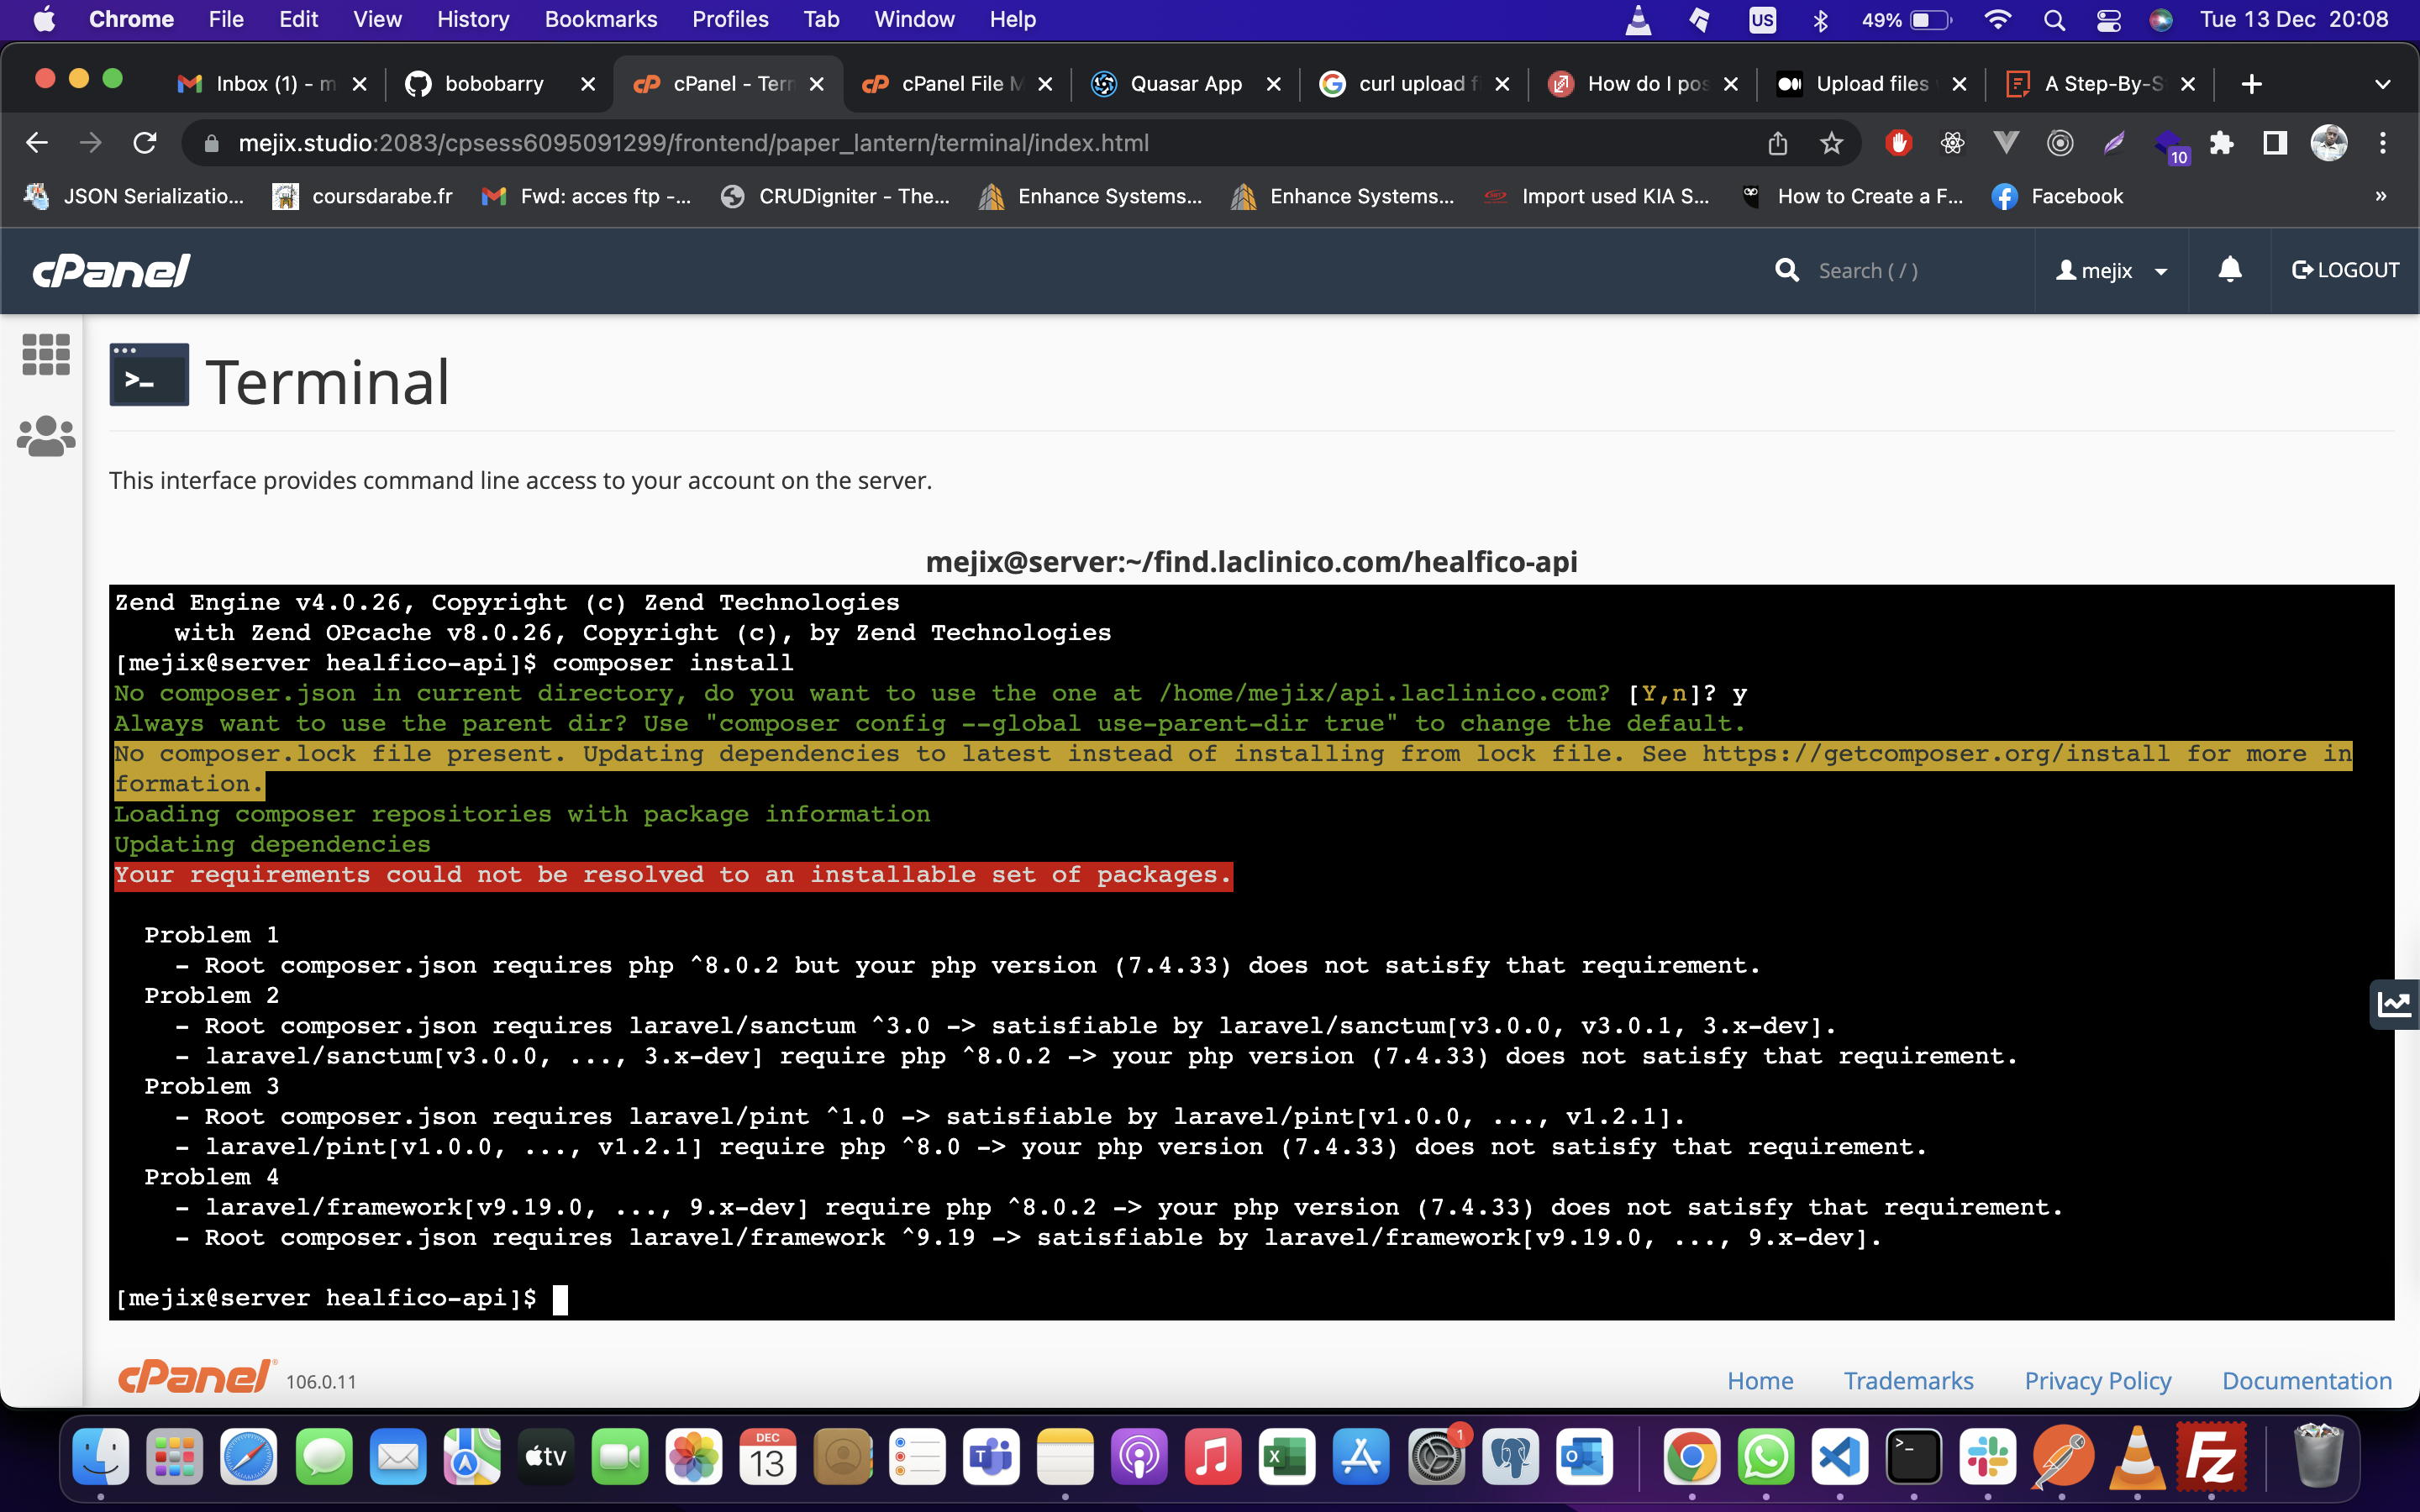 Chrome File Edit View History Bookmarks Profiles Tab Window Help US 49% Tue 13 Dec 20:08
Inbox (1) - m bobobarry cPanel - Tern cPanel File M Quasar App curl upload f How do I pos Upload files A Step-By-S
mejix.studio:2083/cpsess6095091299/frontend/paper_lantern/terminal/index.html 10
JSON Serializatio... coursdarabe.fr Fwd: acces ftp -... CRUDigniter - The... Enhance Systems... Enhance Systems... Import used KIA S... How to Create a F... Facebook »
cPanel Search ( / ) mejix LOGOUT
>_ Terminal
This interface provides command line access to your account on the server.
mejix@server:~/find.laclinico.com/healfico-api
Zend Engine v4.0.26, Copyright (c) Zend Technologies
with Zend OPcache v8.0.26, Copyright (c), by Zend Technologies
[mejix@server healfico-api]$ composer install
No composer.json in current directory, do you want to use the one at /home/mejix/api.laclinico.com? [Y,n]? y
Always want to use the parent dir? Use "composer config --global use-parent-dir true" to change the default.
No composer.lock file present. Updating dependencies to latest instead of installing from lock file. See https://getcomposer.org/install for more in
formation.
Loading composer repositories with package information
Updating dependencies
Your requirements could not be resolved to an installable set of packages.
Problem 1
- Root composer.json requires php ^8.0.2 but your php version (7.4.33) does not satisfy that requirement.
Problem 2
- Root composer.json requires laravel/sanctum ^3.0 -> satisfiable by laravel/sanctum[v3.0.0, v3.0.1, 3.x-dev].
- laravel/sanctum[v3.0.0, ..., 3.x-dev] require php ^8.0.2 -> your php version (7.4.33) does not satisfy that requirement.
Problem 3
- Root composer.json requires laravel/pint ^1.0 -> satisfiable by laravel/pint[v1.0.0, ..., v1.2.1].
- laravel/pint[v1.0.0, ..., v1.2.1] require php ^8.0 -> your php version (7.4.33) does not satisfy that requirement.
Problem 4
- laravel/framework[v9.19.0, ..., 9.x-dev] require php ^8.0.2 -> your php version (7.4.33) does not satisfy that requirement.
- Root composer.json requires laravel/framework ^9.19 -> satisfiable by laravel/framework[v9.19.0, ..., 9.x-dev].
[mejix@server healfico-api]$
cPanel 106.0.11 Home Trademarks Privacy Policy Documentation
tv DEC 13 1 >_ Fz